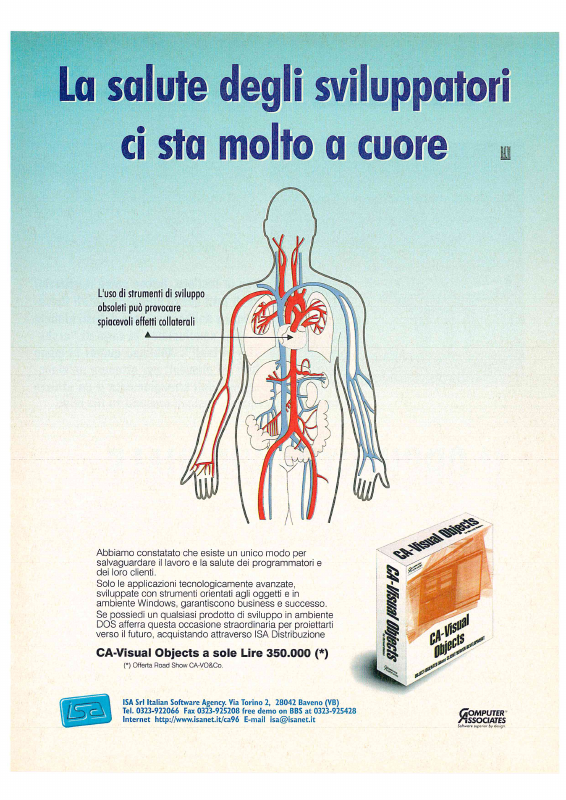 La salute degli sviluppatori
ci sta molto a cuore
L'uso di strumenti di sviluppo
obsoleti può provocare
spiacevoli effetti collaterali
Abbiamo constatato che esiste un unico modo per
salvaguardare il lavoro e la salute dei programmatori e
dei loro clienti.
Solo le applicazioni tecnologicamente avanzate,
sviluppate con strumenti orientati agli oggetti e in
ambiente Windows, garantiscono business e successo.
Se possiedi un qualsiasi prodotto di sviluppo in ambiente
DOS afferra questa occasione straordinaria per proiettarti
verso il futuro, acquistando attraverso ISA Distribuzione
CA-Visual Objects a sole Lire 350.000 (*)
(*) Offerta Road Show CA-VO&Co.
CA-Visual Objects
CA-Visual Objects
CA-Visual
Objects
isa
ISA Srl Italian Software Agency. Via Torino 2, 28042 Baveno (VB)
Tel. 0323-922066 Fax 0323-925208 free demo on BBS at 0323-925428
Internet http://www.isanet.it/ca96 E-mail isa@isanet.it
COMPUTER
ASSOCIATES
Software superior by design